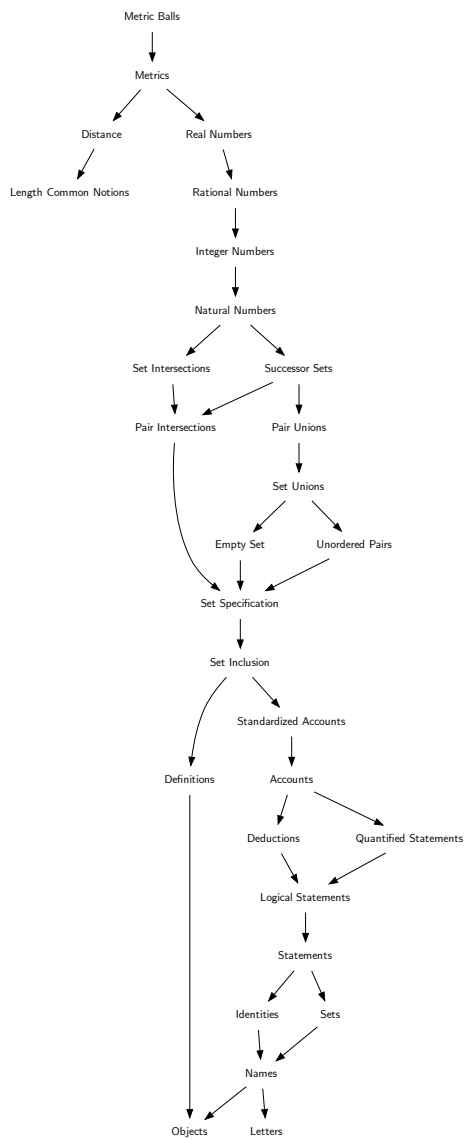 Metric Balls
Metrics
Distance
Real Numbers
Length Common Notions
Rational Numbers
Integer Numbers
Natural Numbers
Set Intersections
Successor Sets
Pair Intersections
Pair Unions
Set Unions
Empty Set
Unordered Pairs
Set Specification
Set Inclusion
Standardized Accounts
Definitions
Accounts
Deductions
Quantified Statements
Logical Statements
Statements
Identities
Sets
Names
Objects
Letters